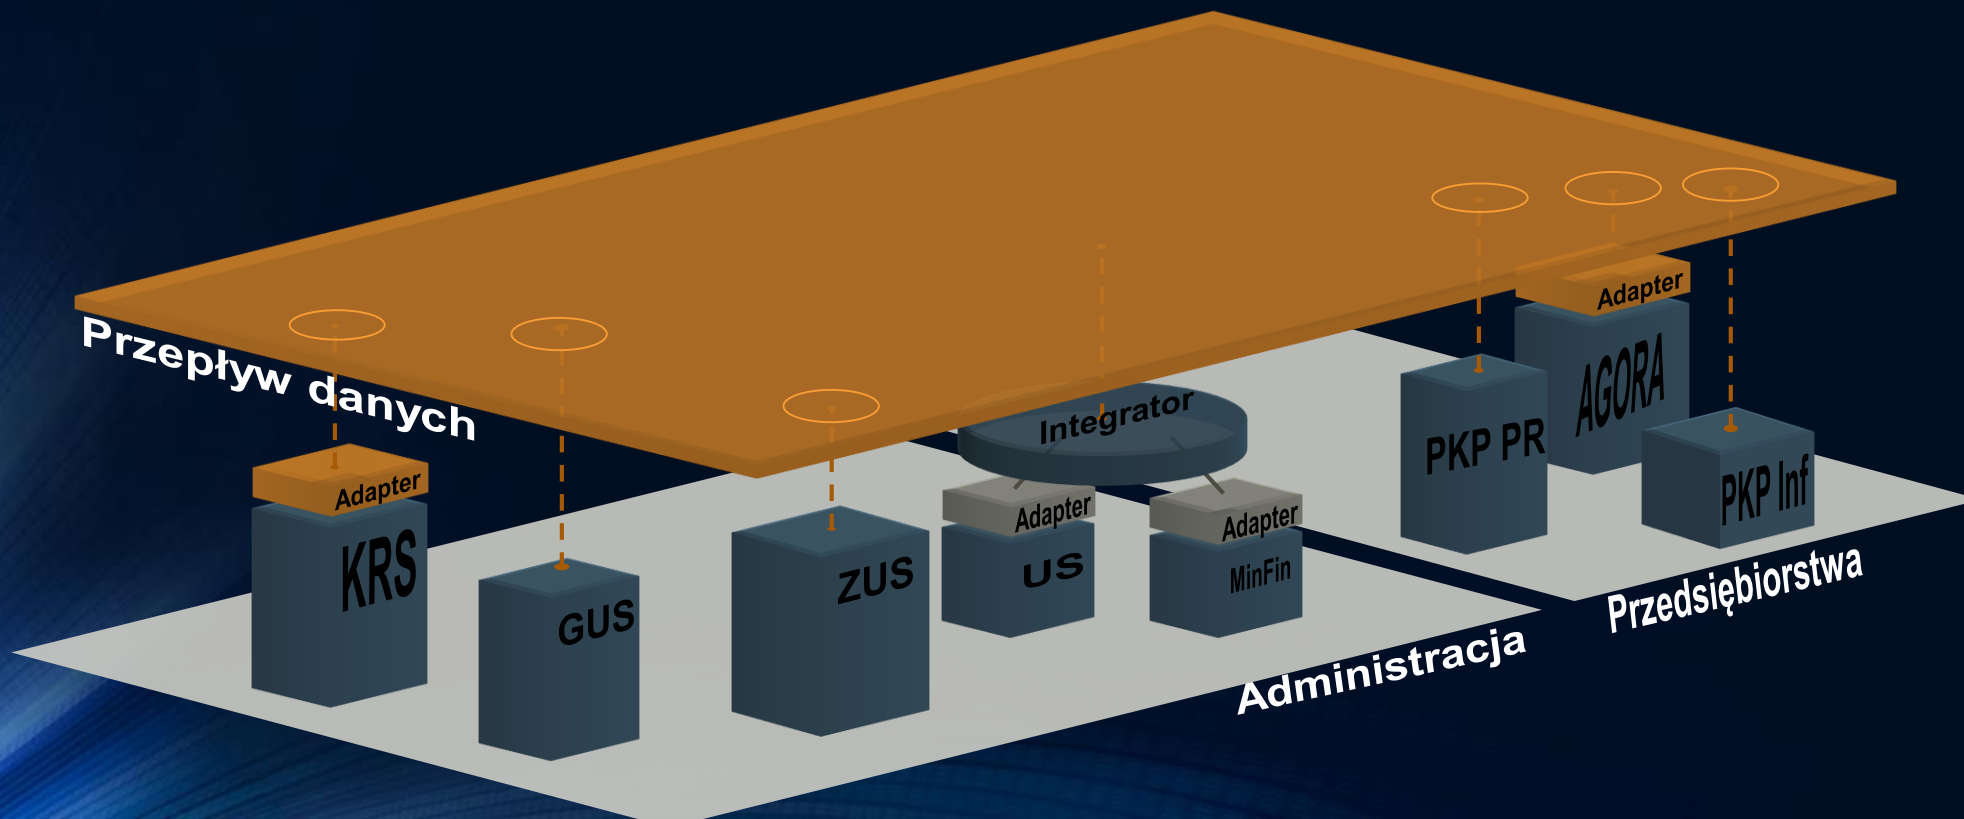 Przepływ danych
Adapter
KRS
GUS
ZUS
Integrator
Adapter
US
Adapter
MinFin
PKP PR
Adapter
AGORA
PKP Inf
Administracja
Przedsiębiorstwa